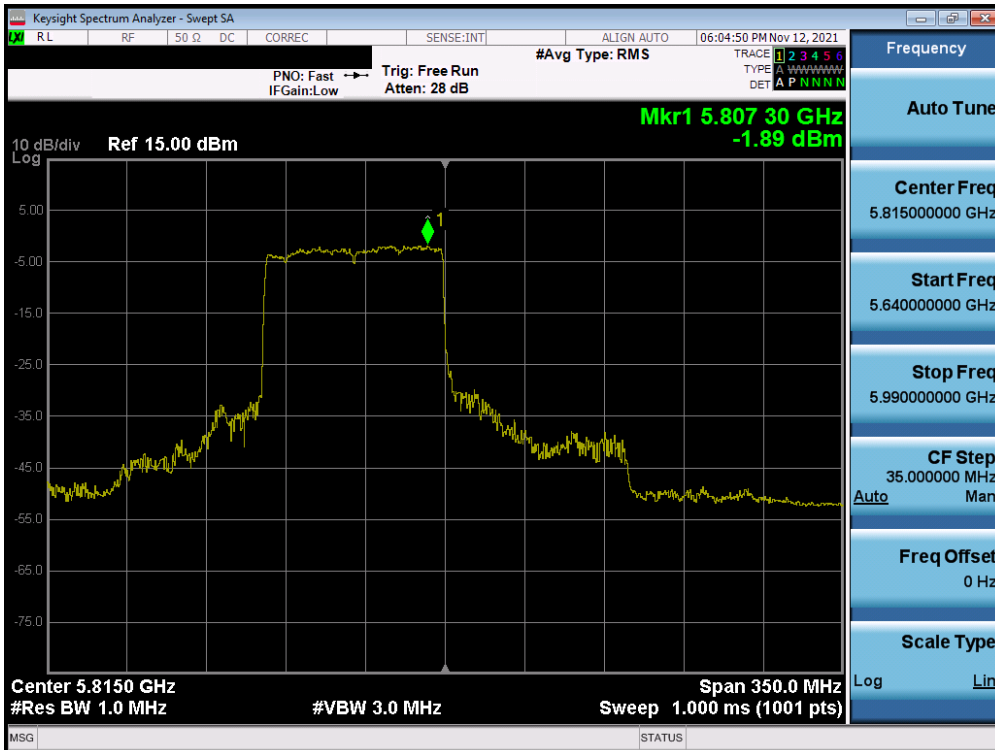 Keysight Spectrum Analyzer - Swept SA
LXI RL RF 50 Ω DC CORREC SENSE:INT ALIGN AUTO 06:04:50 PM Nov 12, 2021
#Avg Type: RMS
TRACE 1 2 3 4 5 6
PNO: Fast Trig: Free Run
TYPE A WWWWW
IFGain:Low Atten: 28 dB
DET A P N N N N
Mkr1 5.807 30 GHz
-1.89 dBm
10 dB/div Ref 15.00 dBm
Log
1
5.00
-5.00
-15.0
-25.0
-35.0
-45.0
-55.0
-65.0
-75.0
Center 5.8150 GHz Span 350.0 MHz
#Res BW 1.0 MHz #VBW 3.0 MHz Sweep 1.000 ms (1001 pts)
MSG STATUS
Frequency
Auto Tune
Center Freq
5.815000000 GHz
Start Freq
5.640000000 GHz
Stop Freq
5.990000000 GHz
CF Step
35.000000 MHz
Auto Man
Freq Offset
0 Hz
Scale Type
Log Lin